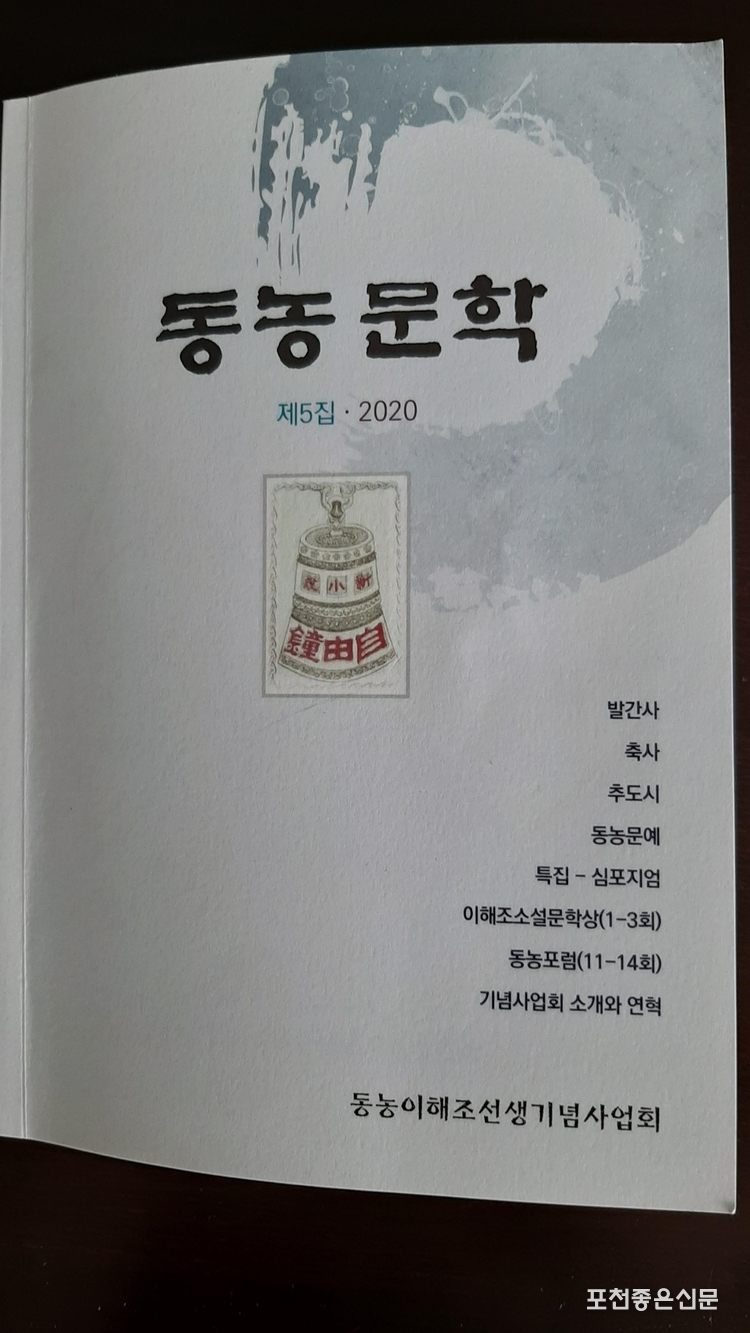 동농문학
제5집 · 2020
說小新
鐘由自
발간사
축사
추도시
동농문예
특집 - 심포지엄
이해조소설문학상(1-3회)
동농포럼(11-14회)
기념사업회 소개와 연혁
동농이해조선생기념사업회
포천좋은신문